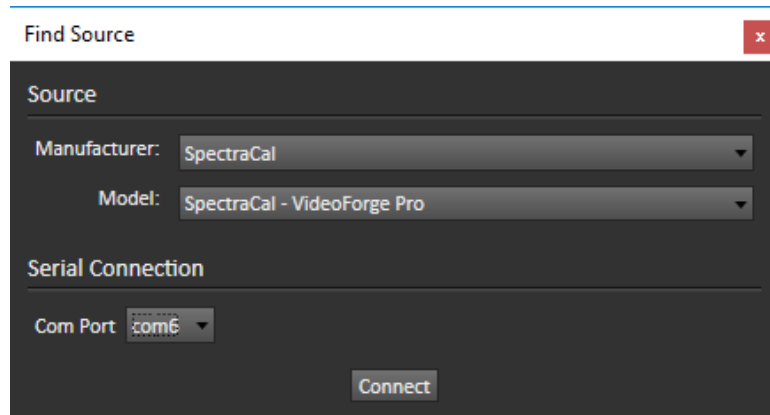 Find Source
x
Source
Manufacturer: SpectraCal
Model: SpectraCal - VideoForge Pro
Serial Connection
Com Port com6
Connect